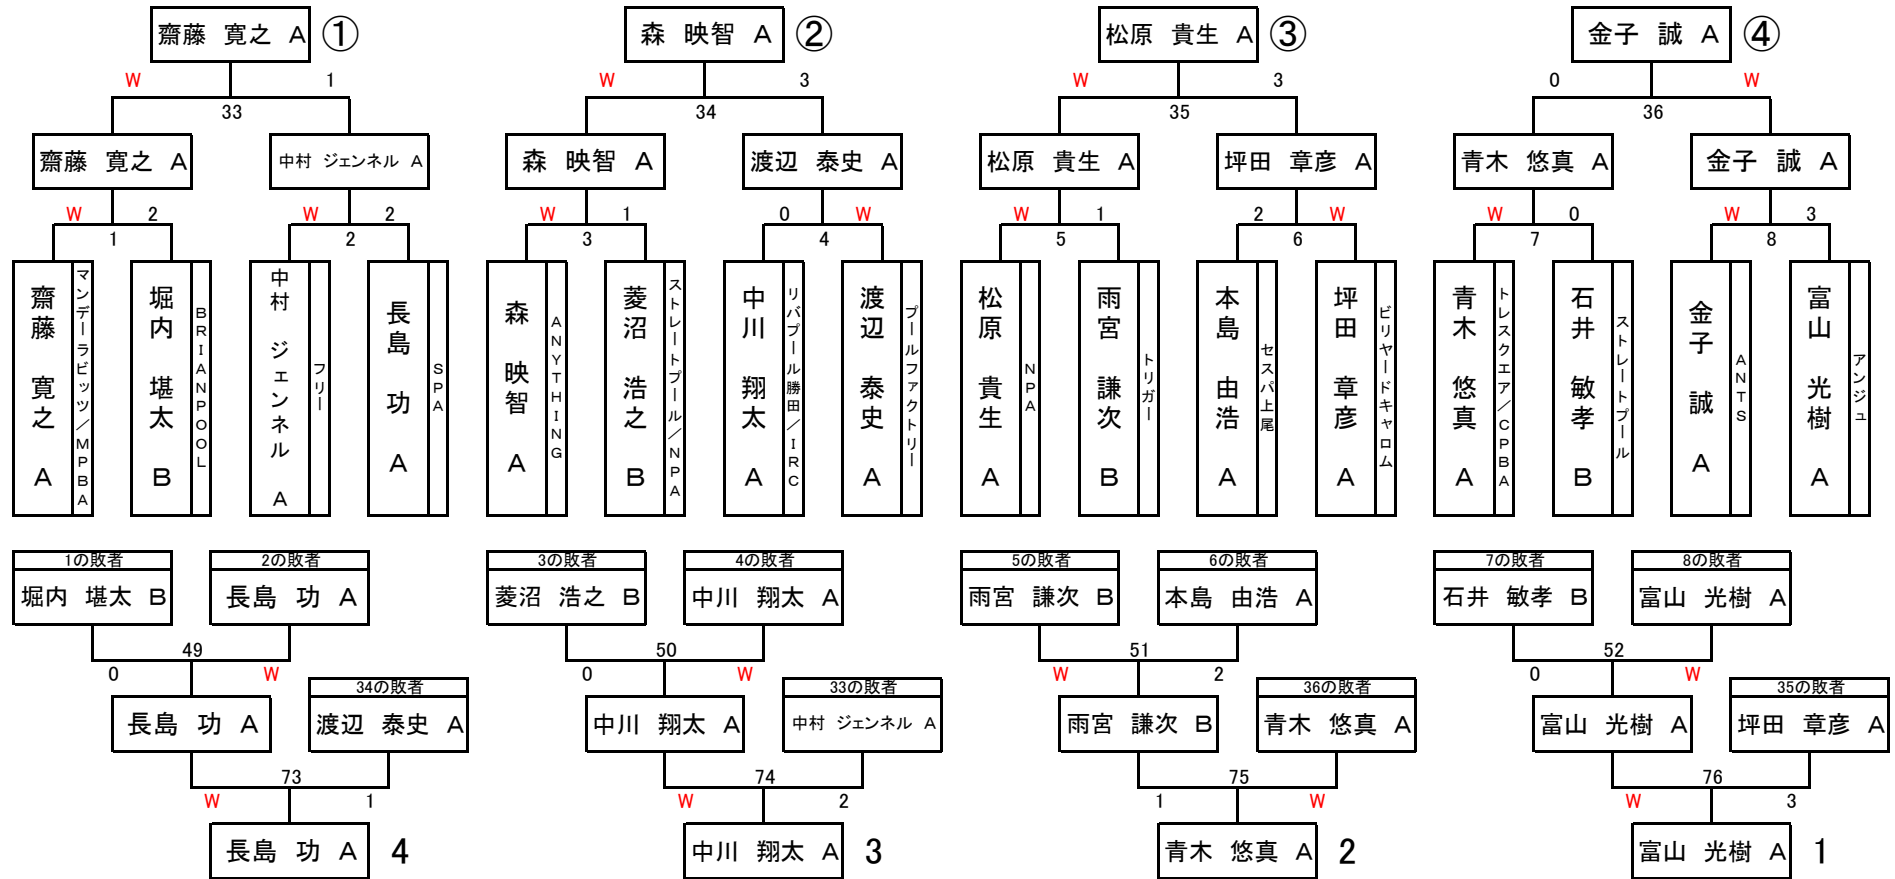 齋藤 寛之 A ① 森 映智 A ② 松原 貴生 A ③ 金子 誠 A ④
W 1 W 3 W 3 0 W
33 34 35 36
齋藤 寛之 A 中村 ジェンネル A 森 映智 A 渡辺 泰史 A 松原 貴生 A 坪田 章彦 A 青木 悠真 A 金子 誠 A
W 2 W 2 W 1 0 W W 1 2 W W 0 W 3
1 2 3 4 5 6 7 8
齋藤 寛之 A
マンデーラビッツ/MPBA
堀内 堪太 B
BRIANPOOL
中村 ジェンネル A
フリー
長島 功 A
SPA
森 映智 A
ANYTHING
菱沼 浩之 B
ストレートプール/NPA
中川 翔太 A
リバプール勝田/IRC
渡辺 泰史 A
プールファクトリー
松原 貴生 A
NPA
雨宮 謙次 B
トリガー
本島 由浩 A
セスパ上尾
坪田 章彦 A
ビリヤードキャロム
青木 悠真 A
トレスクエア/CPBA
石井 敏孝 B
ストレートプール
金子 誠 A
ANTS
富山 光樹 A
アンジュ
1の敗者 2の敗者 3の敗者 4の敗者 5の敗者 6の敗者 7の敗者 8の敗者
堀内 堪太 B 長島 功 A 菱沼 浩之 B 中川 翔太 A 雨宮 謙次 B 本島 由浩 A 石井 敏孝 B 富山 光樹 A
49 50 51 52
0 W 0 W W 2 0 W
34の敗者 33の敗者 36の敗者 35の敗者
長島 功 A 渡辺 泰史 A 中川 翔太 A 中村 ジェンネル A 雨宮 謙次 B 青木 悠真 A 富山 光樹 A 坪田 章彦 A
73 74 75 76
W 1 W 2 1 W W 3
長島 功 A 4 中川 翔太 A 3 青木 悠真 A 2 富山 光樹 A 1